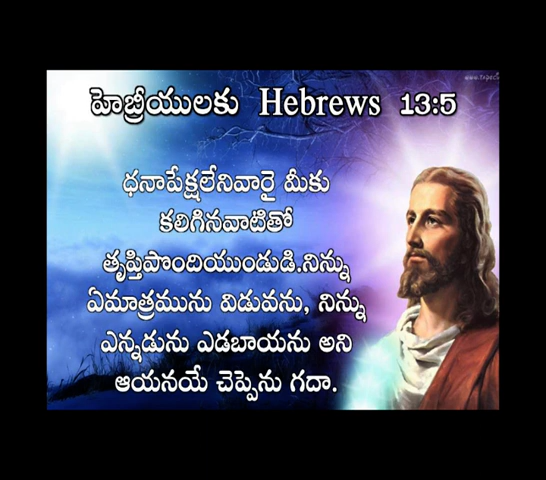 హెబ్రీయులకు Hebrews 13:5
ధనాపేక్షలేనివారై మీకు
కలిగినవాటితో
తృప్తిపొందియుండుడి.నిన్ను
ఏమాత్రమును విడువను, నిన్ను
ఎన్నడును ఎడబాయను అని
ఆయనయే చెప్పెను గదా.